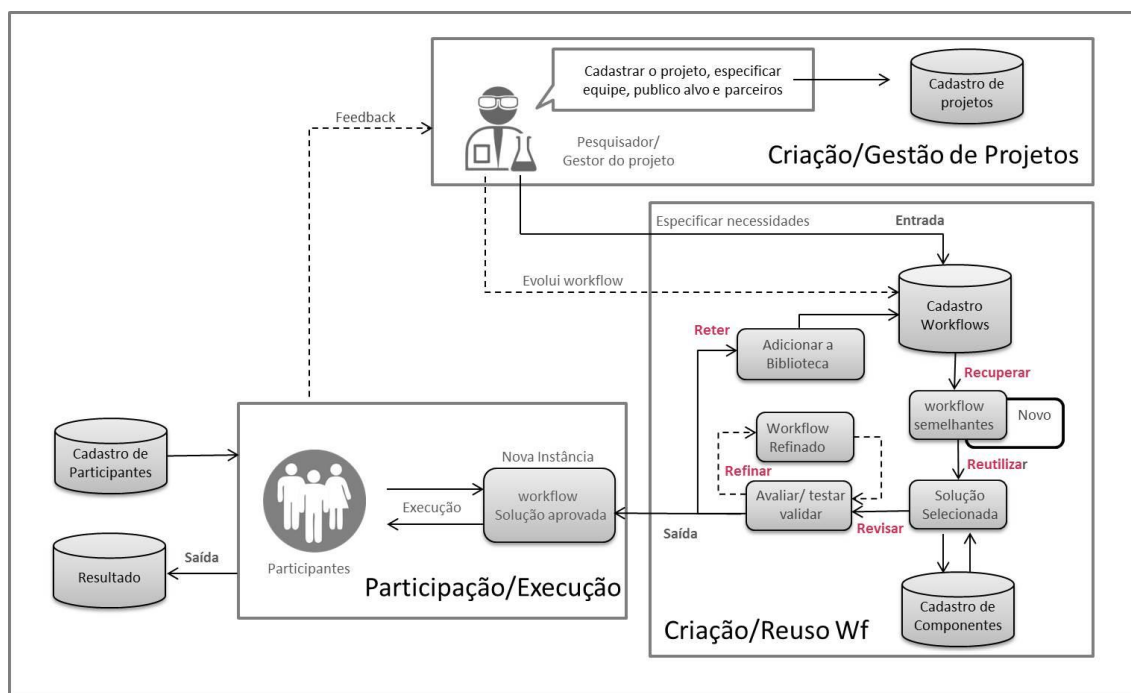 Cadastrar o projeto, especificar
equipe, publico alvo e parceiros
Cadastro de
projetos
Feedback
Pesquisador/
Gestor do projeto
Criação/Gestão de Projetos
Especificar necessidades
Entrada
Evolui workflow
Cadastro
Workflows
Reter
Adicionar a
Biblioteca
Recuperar
workflow
semelhantes
Novo
Workflow
Refinado
Reutilizar
Refinar
Cadastro de
Participantes
Nova Instância
workflow
Solução aprovada
Execução
Avaliar/ testar
validar
Solução
Selecionada
Revisar
Saída
Saída
Resultado
Participantes
Participação/Execução
Cadastro de
Componentes
Criação/Reuso Wf